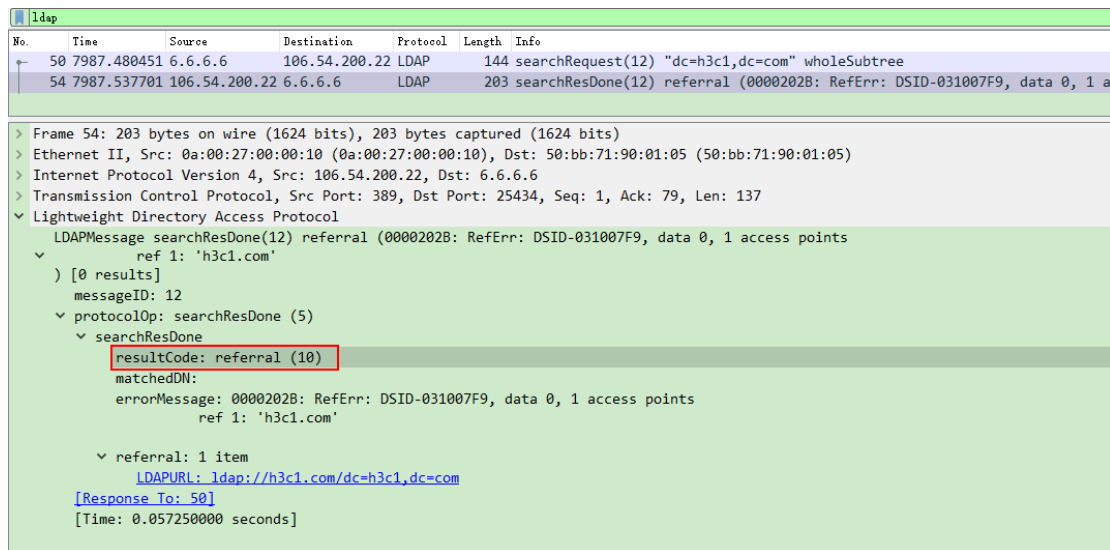 ldap
No. Time Source Destination Protocol Length Info
50 7987.480451 6.6.6.6 106.54.200.22 LDAP 144 searchRequest(12) "dc=h3c1,dc=com" wholeSubtree
54 7987.537701 106.54.200.22 6.6.6.6 LDAP 203 searchResDone(12) referral (0000202B: RefErr: DSID-031007F9, data 0, 1 a
Frame 54: 203 bytes on wire (1624 bits), 203 bytes captured (1624 bits)
Ethernet II, Src: 0a:00:27:00:00:10 (0a:00:27:00:00:10), Dst: 50:bb:71:90:01:05 (50:bb:71:90:01:05)
Internet Protocol Version 4, Src: 106.54.200.22, Dst: 6.6.6.6
Transmission Control Protocol, Src Port: 389, Dst Port: 25434, Seq: 1, Ack: 79, Len: 137
Lightweight Directory Access Protocol
LDAPMessage searchResDone(12) referral (0000202B: RefErr: DSID-031007F9, data 0, 1 access points
ref 1: 'h3c1.com'
) [0 results]
messageID: 12
protocolOp: searchResDone (5)
searchResDone
resultCode: referral (10)
matchedDN:
errorMessage: 0000202B: RefErr: DSID-031007F9, data 0, 1 access points
ref 1: 'h3c1.com'
referral: 1 item
LDAPURL: ldap://h3c1.com/dc=h3c1,dc=com
[Response To: 50]
[Time: 0.057250000 seconds]